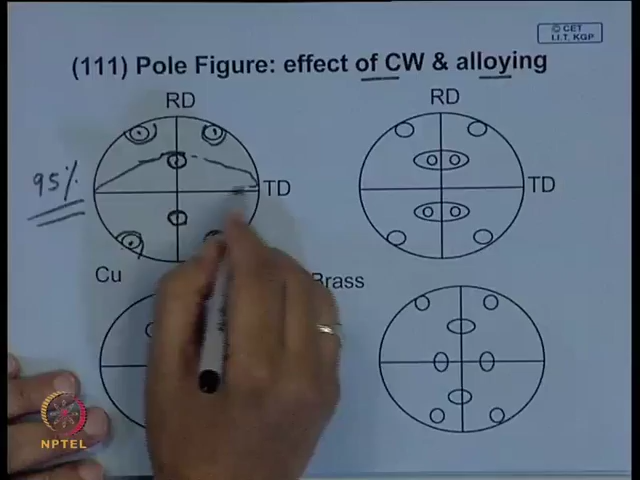 © CET
I.I.T. KGP
(111) Pole Figure: effect of CW & alloying
RD
RD
95%
TD
TD
Cu
Brass
NPTEL